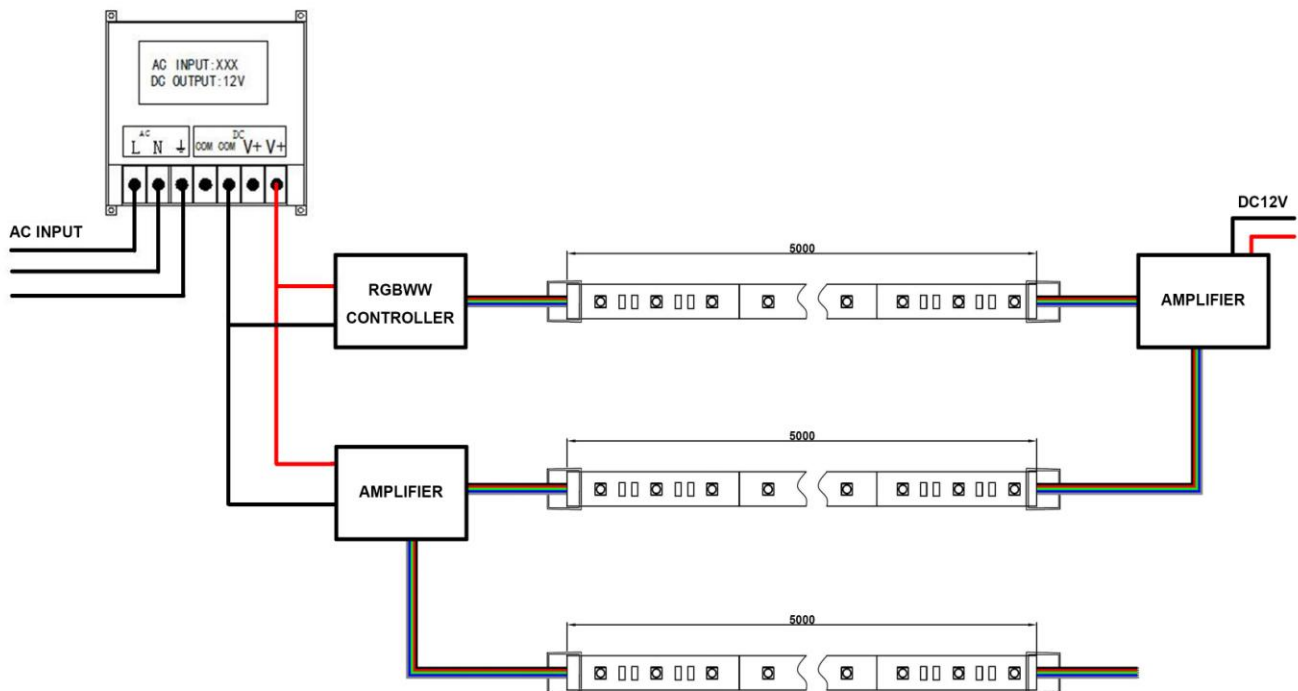 AC INPUT:XXX
DC OUTPUT:12V
AC
DC
L N ⏚ COM COM V+ V+
AC INPUT
DC12V
5000
RGBWW
CONTROLLER
AMPLIFIER
5000
AMPLIFIER
5000